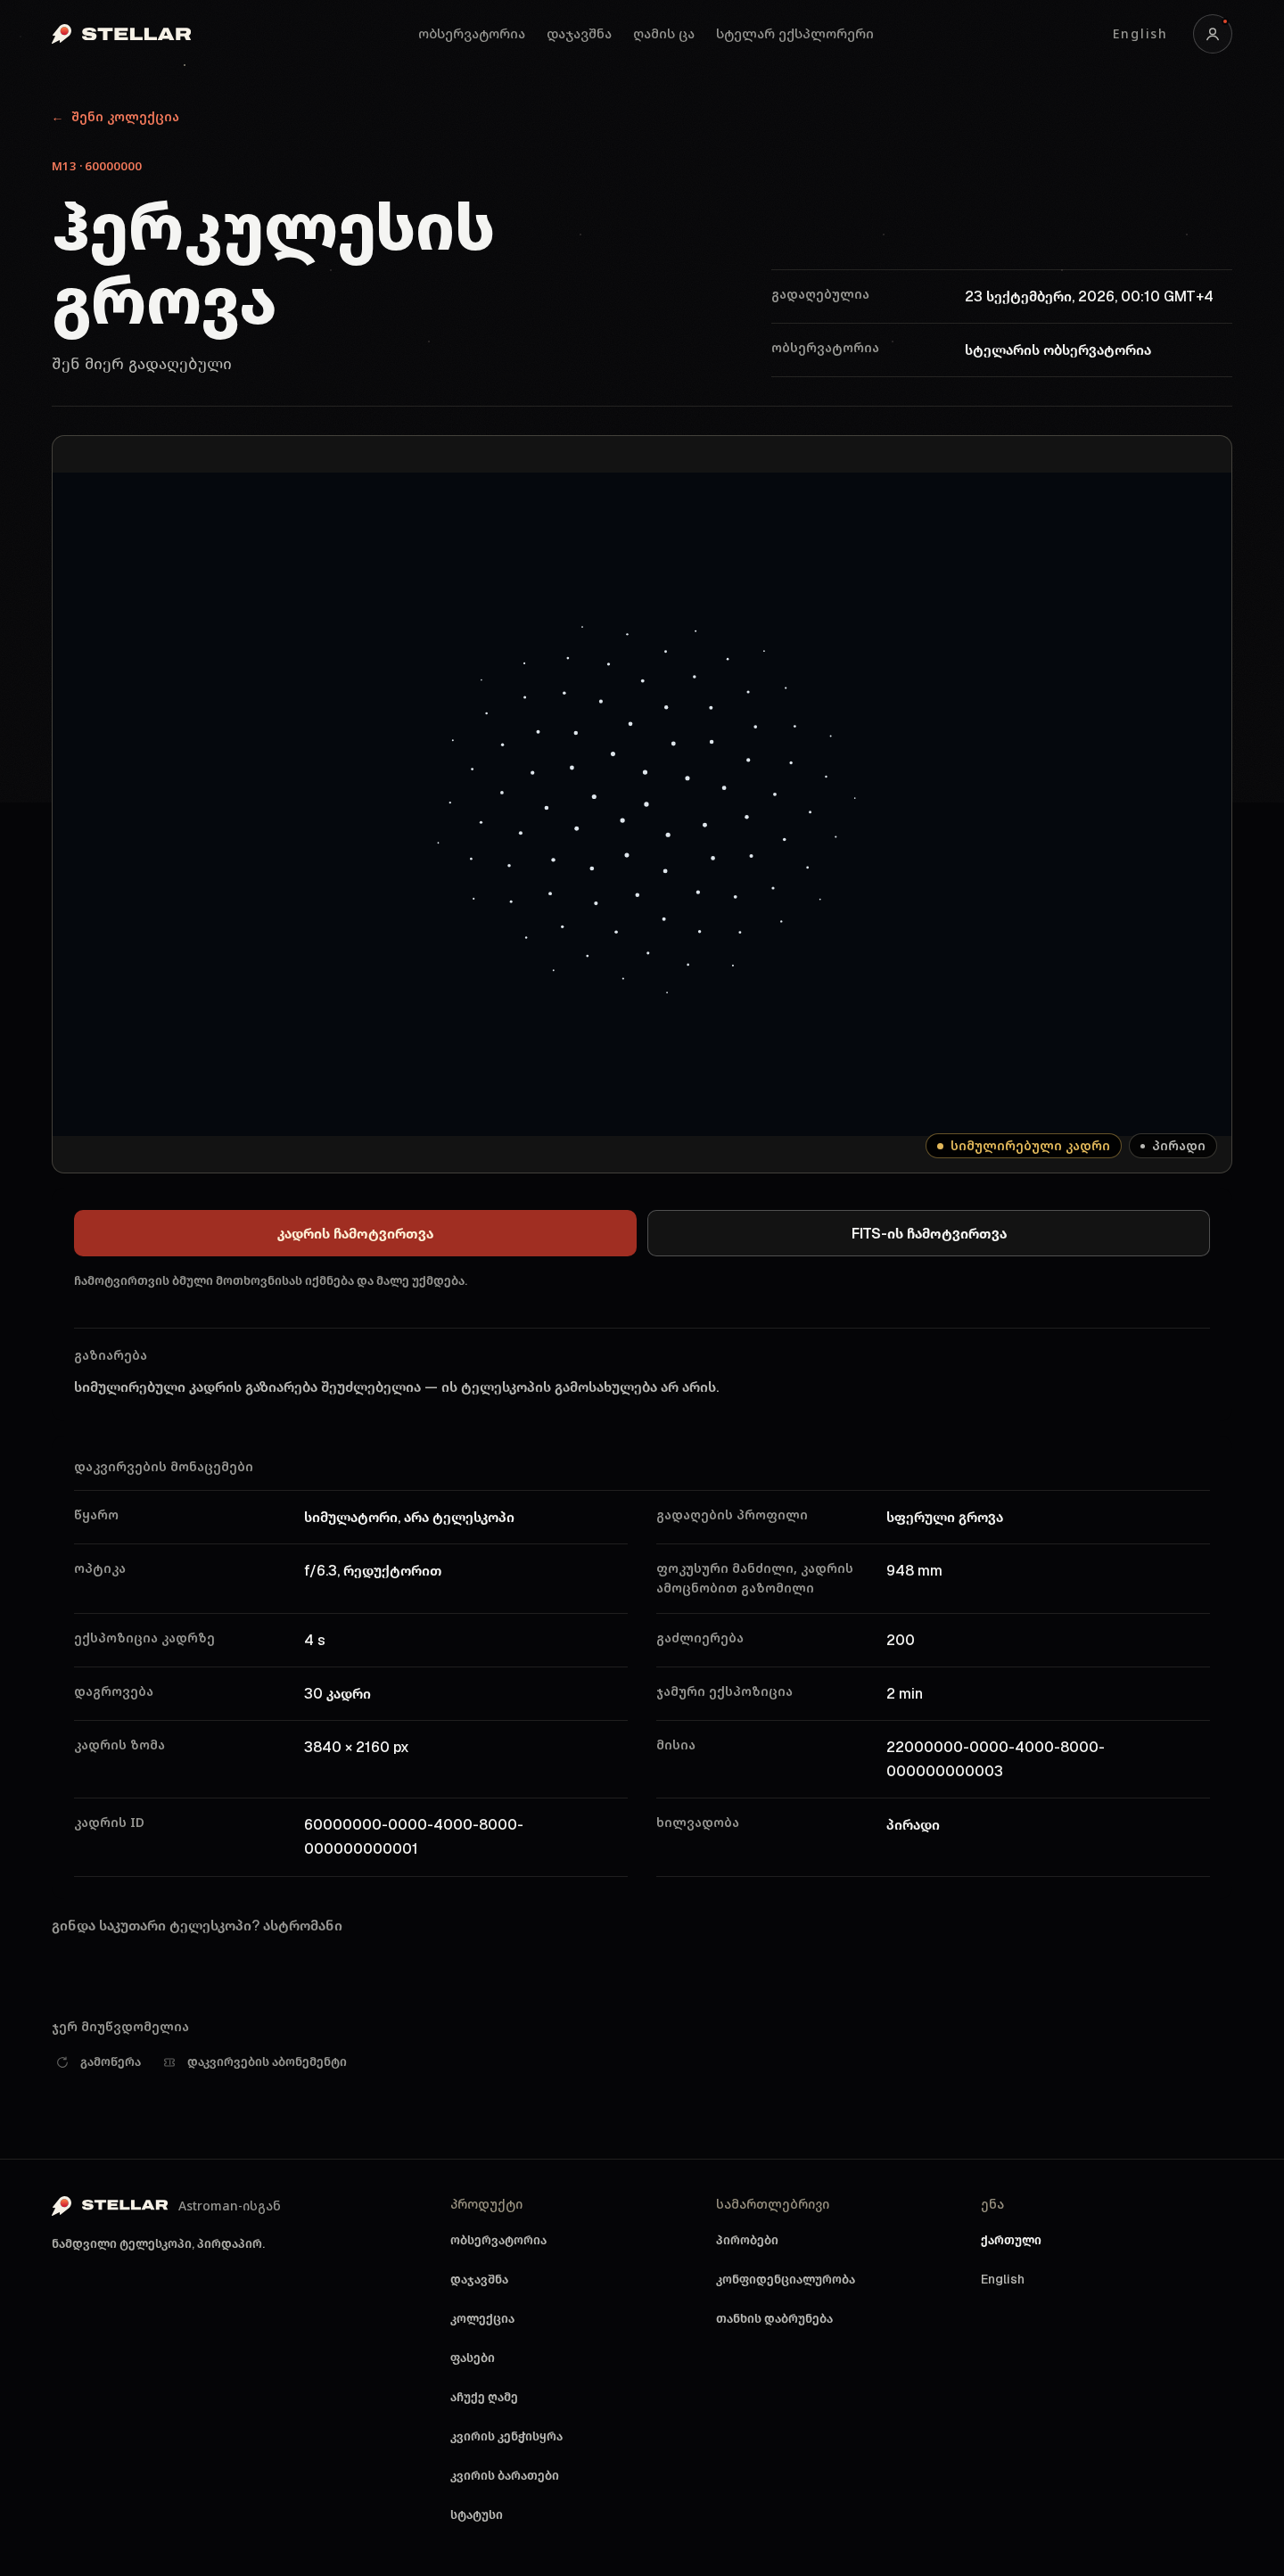 STELLAR
ობსერვატორია დაჯავშნა ღამის ცა სტელარ ექსპლორერი
English
← შენი კოლექცია
M13 · 60000000
ჰერკულესის
გროვა
შენ მიერ გადაღებული
გადაღებულია 23 სექტემბერი, 2026, 00:10 GMT+4
ობსერვატორია სტელარის ობსერვატორია
სიმულირებული კადრი პირადი
კადრის ჩამოტვირთვა
FITS-ის ჩამოტვირთვა
ჩამოტვირთვის ბმული მოთხოვნისას იქმნება და მალე უქმდება.
გაზიარება
სიმულირებული კადრის გაზიარება შეუძლებელია — ის ტელესკოპის გამოსახულება არ არის.
დაკვირვების მონაცემები
წყარო სიმულატორი, არა ტელესკოპი
გადაღების პროფილი სფერული გროვა
ოპტიკა f/6.3, რედუქტორით
ფოკუსური მანძილი, კადრის
ამოცნობით გაზომილი
948 mm
ექსპოზიცია კადრზე 4 s
გაძლიერება 200
დაგროვება 30 კადრი
ჯამური ექსპოზიცია 2 min
კადრის ზომა 3840 × 2160 px
მისია 22000000-0000-4000-8000-
000000000003
კადრის ID 60000000-0000-4000-8000-
000000000001
ხილვადობა პირადი
გინდა საკუთარი ტელესკოპი? ასტრომანი
ჯერ მიუწვდომელია
გამოწერა დაკვირვების აბონემენტი
STELLAR Astroman-ისგან
ნამდვილი ტელესკოპი, პირდაპირ.
პროდუქტი
ობსერვატორია
დაჯავშნა
კოლექცია
ფასები
აჩუქე ღამე
კვირის კენჭისყრა
კვირის ბარათები
სტატუსი
სამართლებრივი
პირობები
კონფიდენციალურობა
თანხის დაბრუნება
ენა
ქართული
English